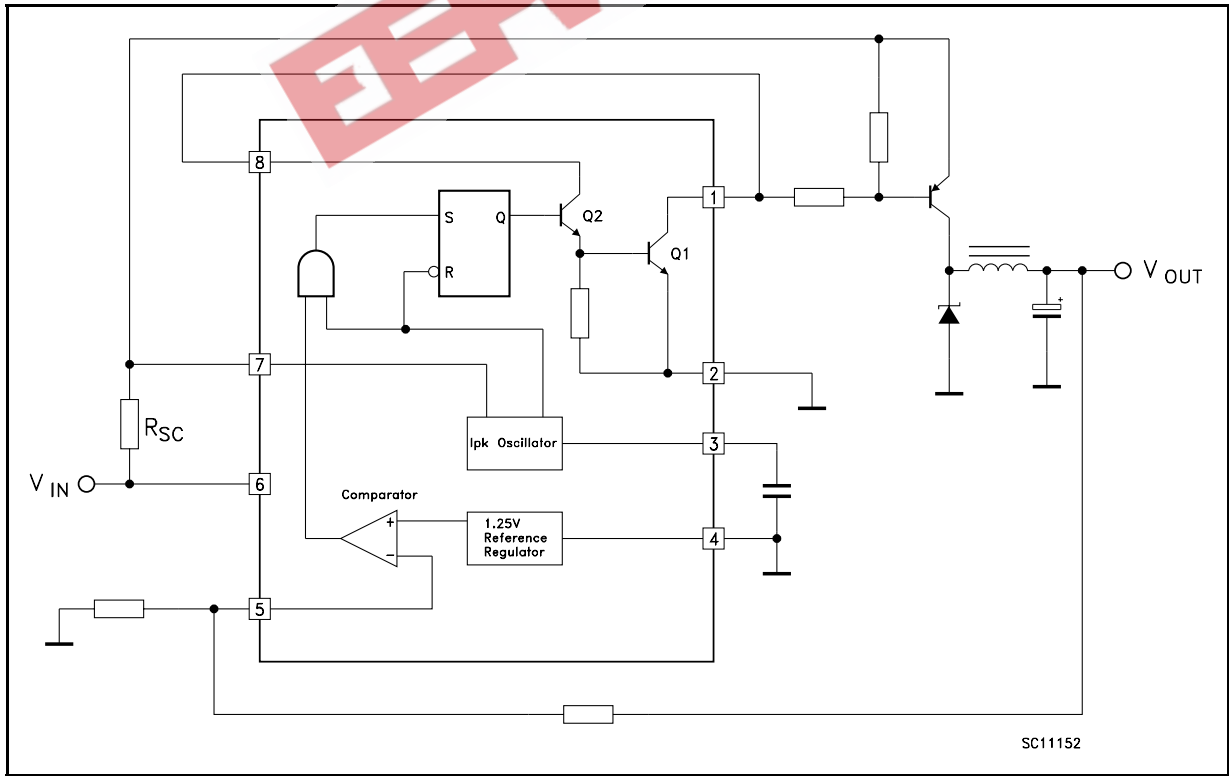 8
1
S
Q
Q2
R
Q1
7
2
R SC
Ipk Oscillator
3
V IN
6
Comparator
+
−
1.25V
Reference
Regulator
4
5
+
V OUT
SC11152